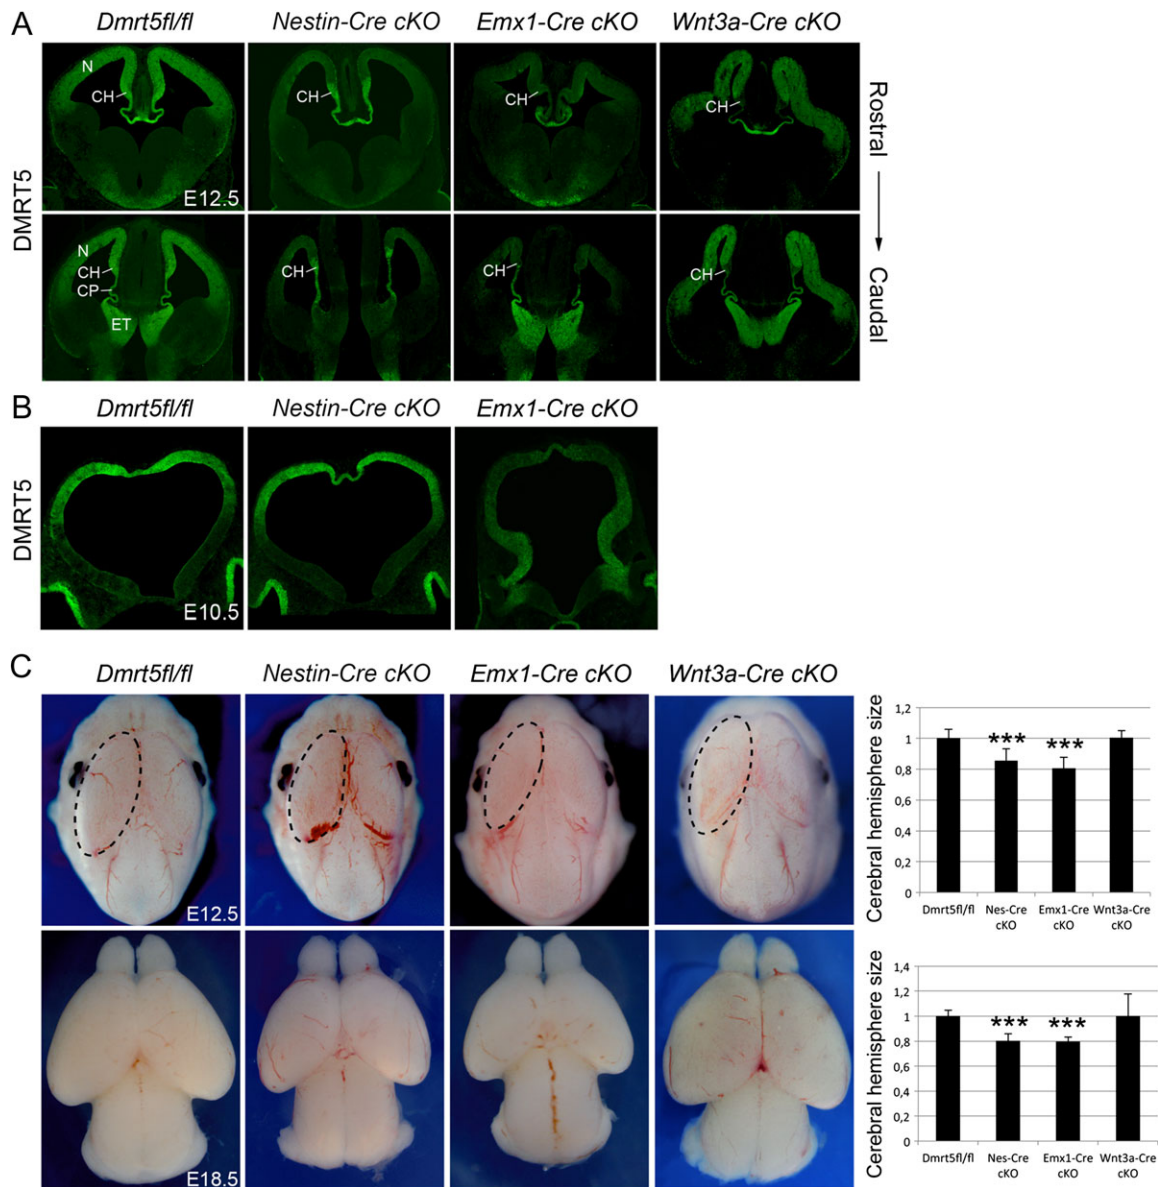 A
Dmrt5fl/fl Nestin-Cre cKO Emx1-Cre cKO Wnt3a-Cre cKO
DMRT5
N
CH
E12.5
CH
CH
CH
Rostral
N
CH
CP
ET
CH
CH
CH
Caudal
B
Dmrt5fl/fl Nestin-Cre cKO Emx1-Cre cKO
DMRT5
E10.5
C
Dmrt5fl/fl Nestin-Cre cKO Emx1-Cre cKO Wnt3a-Cre cKO
E12.5
Cerebral hemisphere size
1,2
1
0,8
0,6
0,4
0,2
0
*** ***
Dmrt5fl/fl Nes-Cre Emx1-Cre Wnt3a-Cre
cKO cKO cKO
E18.5
Cerebral hemisphere size
1,4
1,2
1
0,8
0,6
0,4
0,2
0
*** ***
Dmrt5fl/fl Nes-Cre Emx1-Cre Wnt3a-Cre
cKO cKO cKO